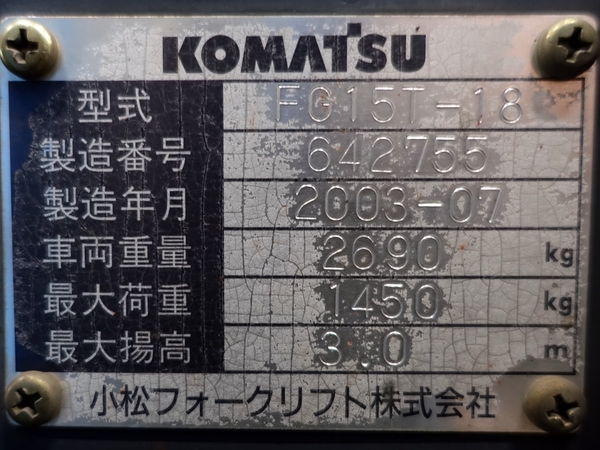 KOMATSU
型式 FG15T-18
製造番号 642755
製造年月 2003-07
車両重量 2690 kg
最大荷重 1450 kg
最大揚高 3.0 m
小松フォークリフト株式会社